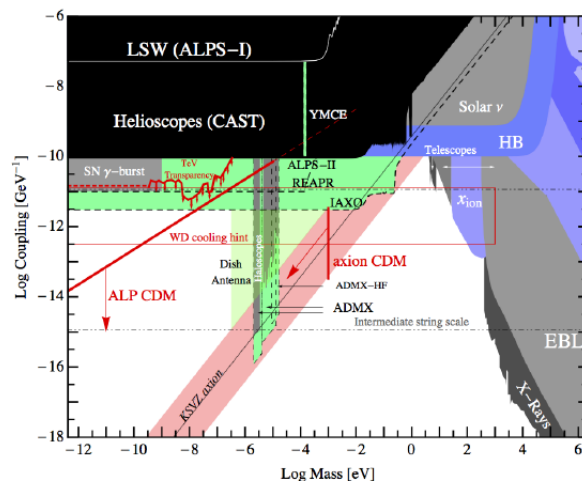 -6
-8
-10
-12
-14
-16
-18
Log Coupling [GeV⁻¹]
LSW (ALPS-I)
Helioscopes (CAST)
YMCE
Solar ν
HB
Telescopes
SN γ-burst
TeV
Transparency
ALPS-II
REAPR
IAXO
x_ion
WD cooling hint
axion CDM
Dish
Antenna
Haloscopes
ADMX-HF
ALP CDM
ADMX
Intermediate string scale
EBL
KSVZ axion
X-Rays
-12
-10
-8
-6
-4
-2
0
2
4
6
Log Mass [eV]